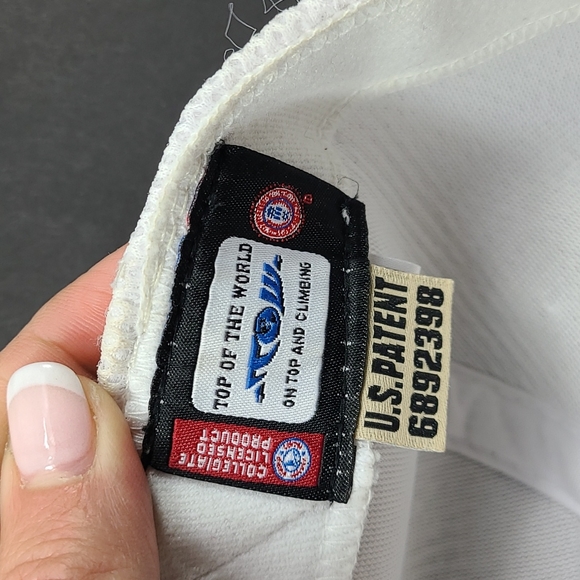 TOP OF THE WORLD
TOW
ON TOP AND CLIMBING
COLLEGIATE
LICENSED
PRODUCT
U.S.PATENT
6892398